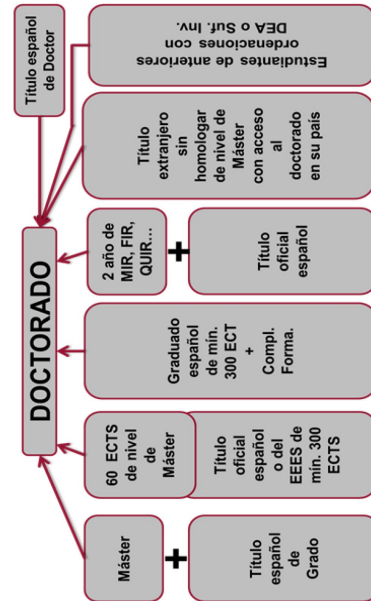 DOCTORADO
Título español
de Doctor
Máster
Título
español
de
Grado
60 ECTS
de nivel
de
Máster
Título oficial
español
o del
EEES de
mín. 300
ECTS
Graduado
español
de mín.
300 ECT
+
Compl.
Forma.
2 año de
MIR, FIR,
QUIR...
+
Título
oficial
español
Título
extranjero
sin
homologar
de nivel de
Máster
con acceso
al
doctorado
en su país
Estudiantes de anteriores
ordenaciones con
DEA o Suf. Inv.
+